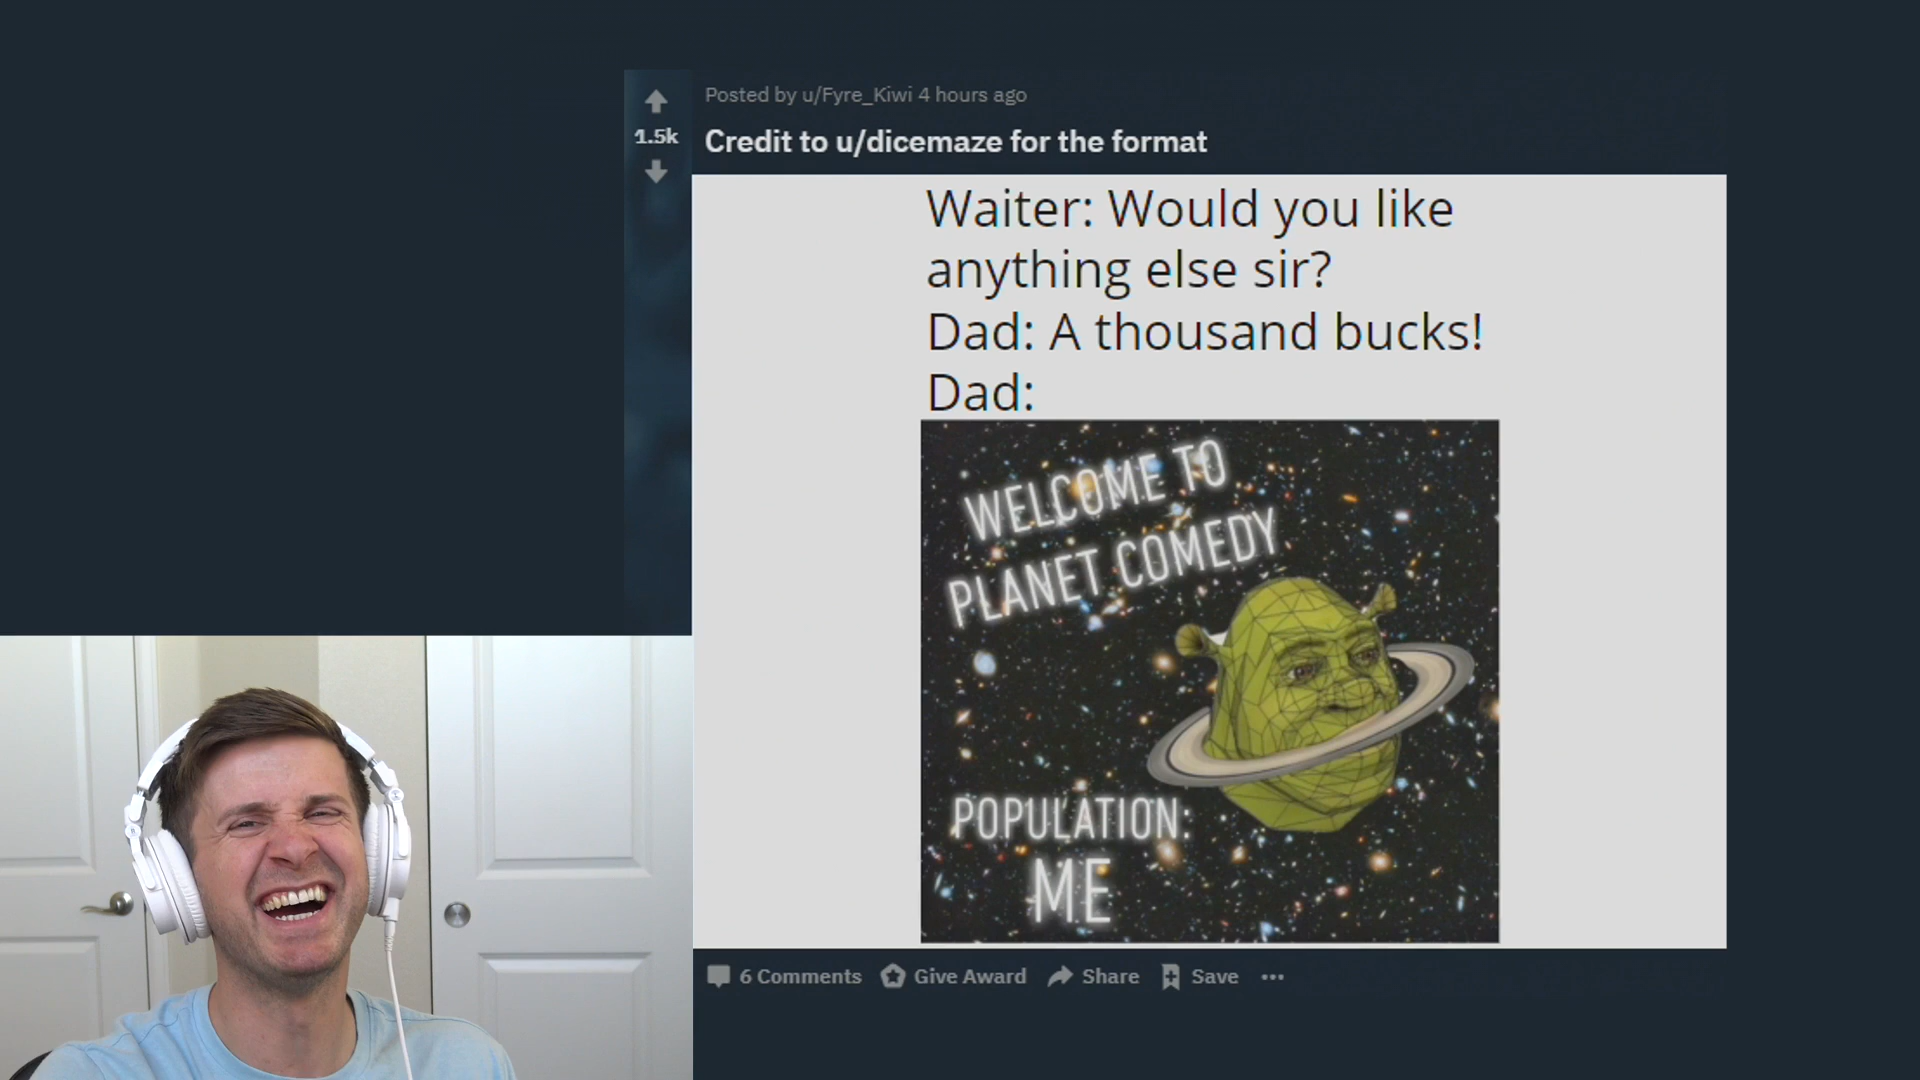 Posted by u/Fyre_Kiwi 4 hours ago
1.5k
Credit to u/dicemaze for the format
Waiter: Would you like
anything else sir?
Dad: A thousand bucks!
Dad:
WELCOME TO
PLANET COMEDY
POPULATION:
ME
6 Comments Give Award Share Save